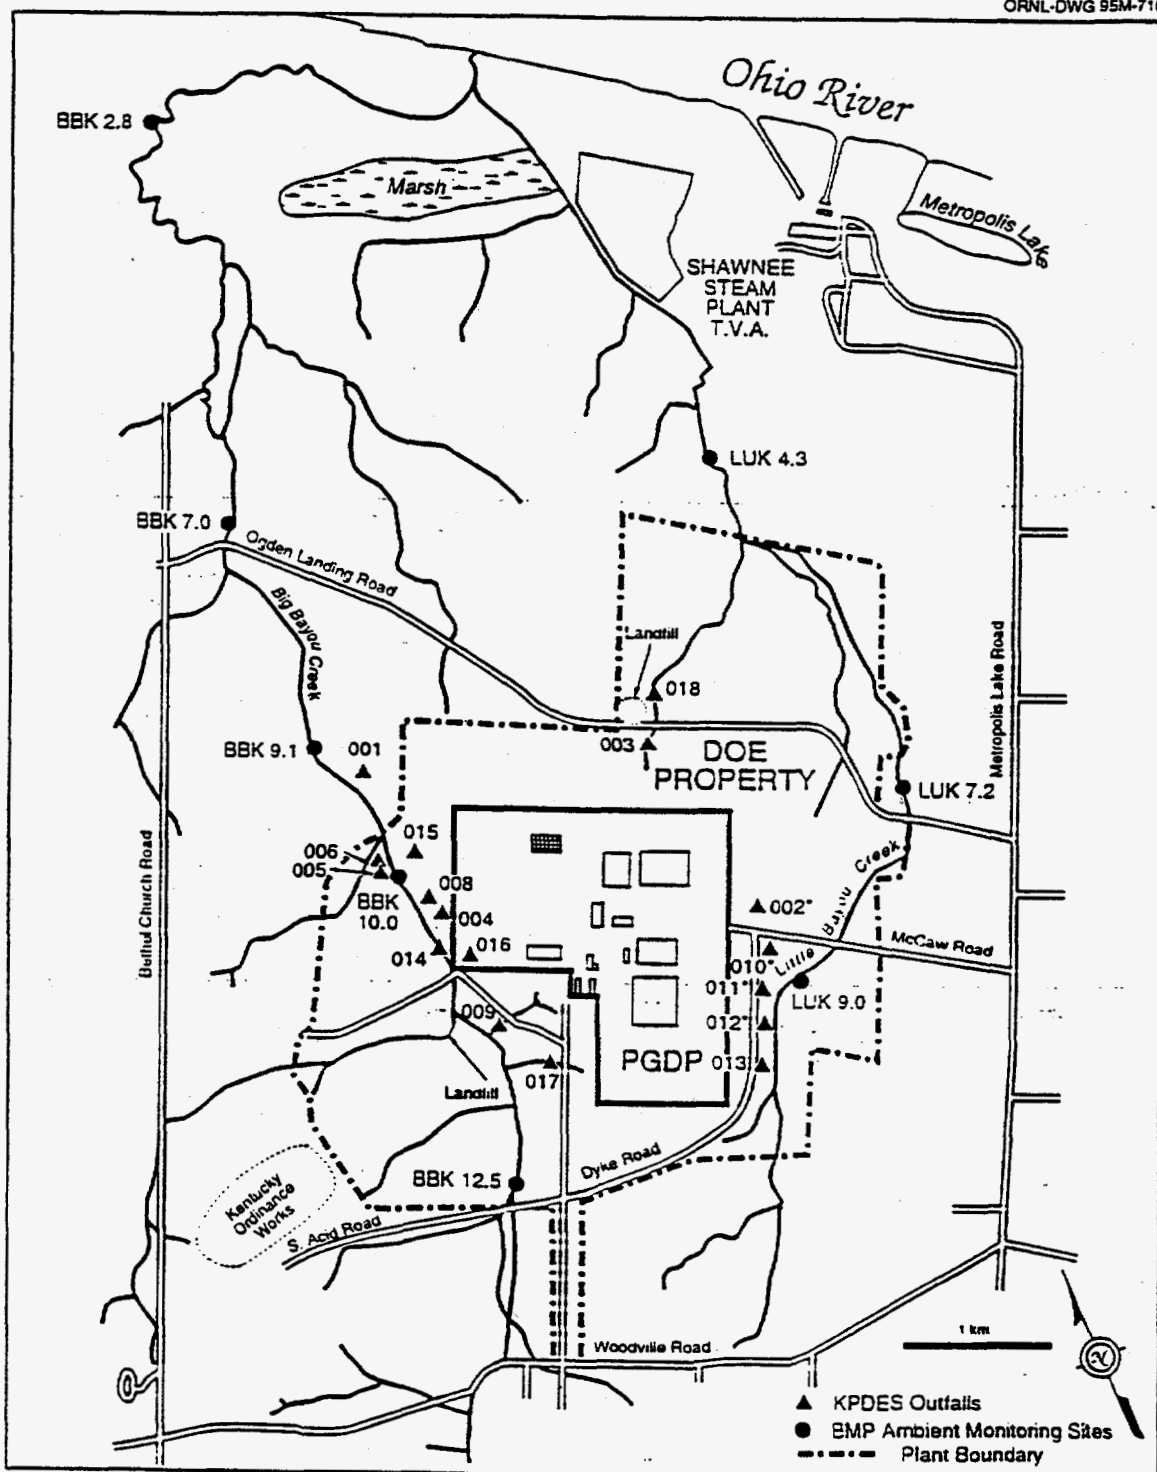 ORNL-DWG 95M-710
Ohio River
BBK 2.8
Marsh
Metropolis Lake
SHAWNEE
STEAM
PLANT
T.V.A.
LUK 4.3
BBK 7.0
Ogden Landing Road
Big Bayou Creek
Landfill
Metropolis Lake Road
018
BBK 9.1
001
003
DOE
PROPERTY
LUK 7.2
015
006
005
Bethel Church Road
BBK
10.0
008
004
002*
Little Bayou Creek
McCaw Road
014
016
010*
011*
LUK 9.0
009
012*
PGDP
013
017
Landfill
Dyke Road
BBK 12.5
Kentucky
Ordinance
Works
S. Acid Road
1 km
Woodville Road
N
KPDES Outfalls
BMP Ambient Monitoring Sites
Plant Boundary